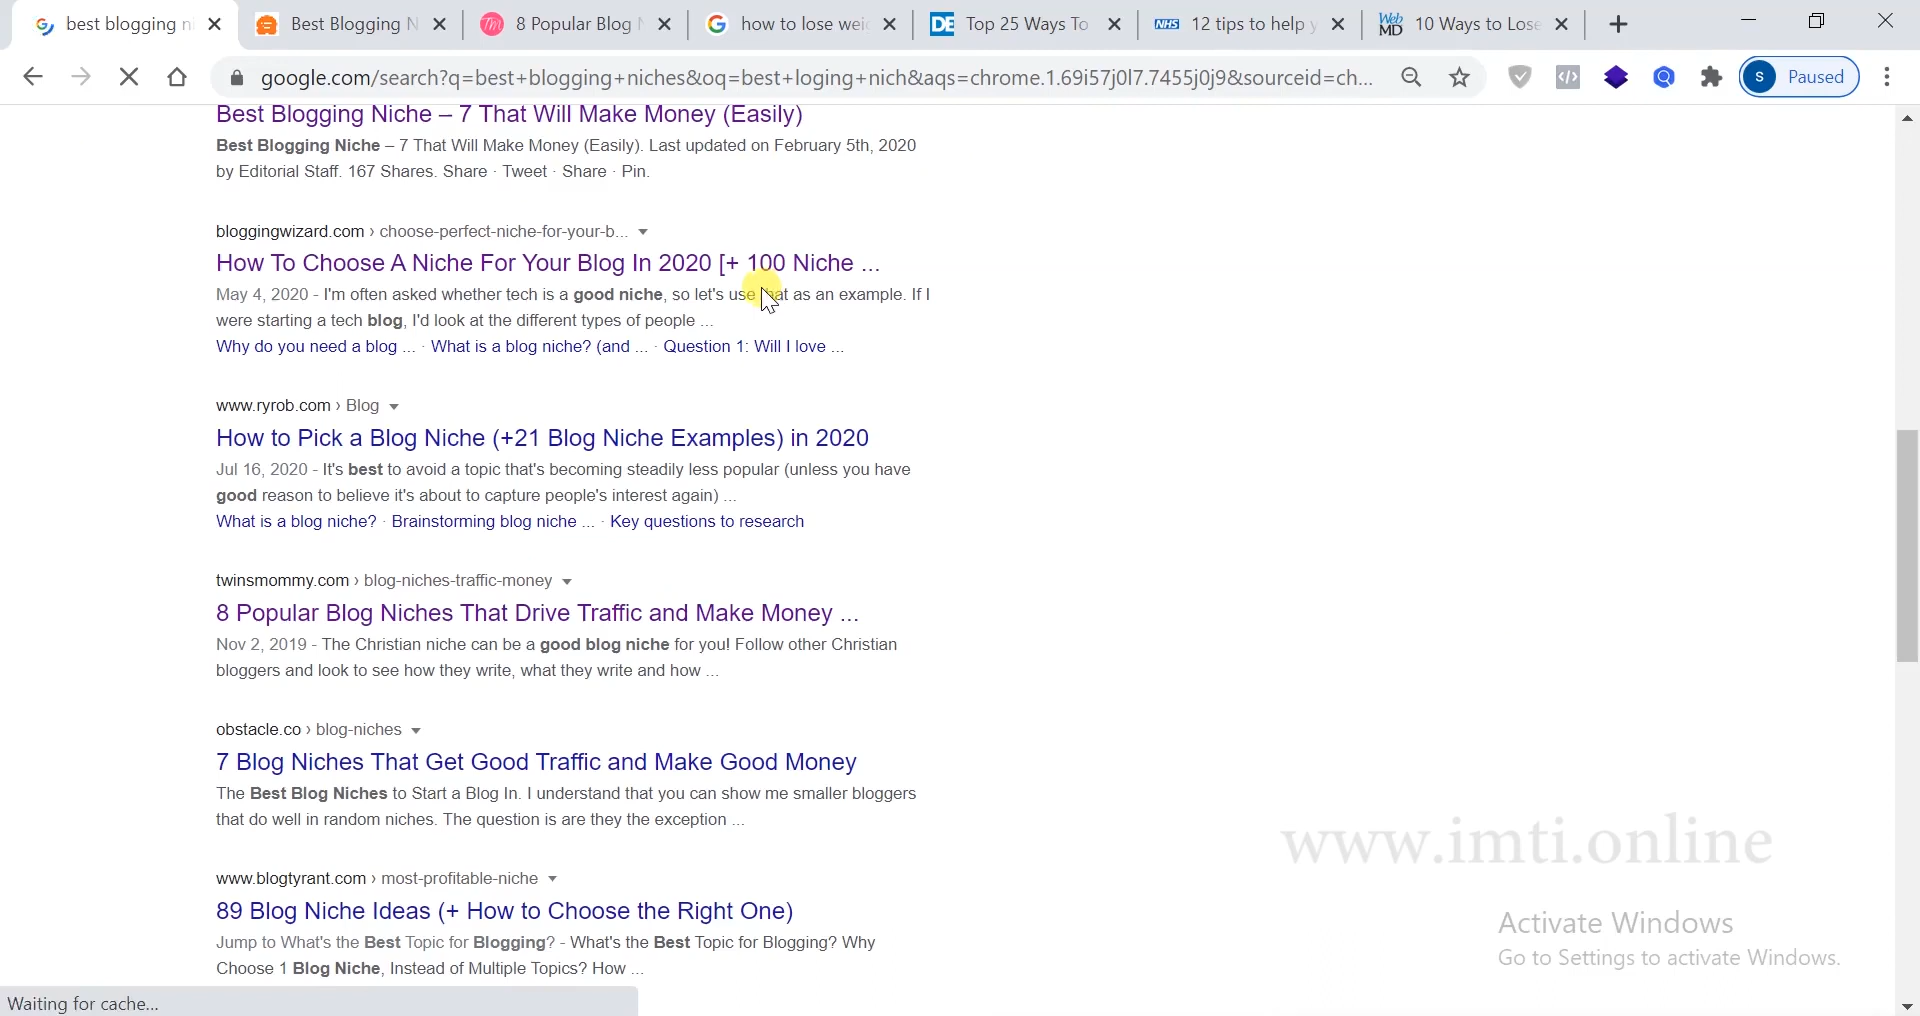 best blogging ni
Best Blogging N
8 Popular Blog N
how to lose wei
Top 25 Ways To
12 tips to help y
10 Ways to Lose
DE
NHS
Web
MD
google.com/search?q=best+blogging+niches&oq=best+loging+nich&aqs=chrome.1.69i57j0l7.7455j0j9&sourceid=ch...
S
Paused
Best Blogging Niche – 7 That Will Make Money (Easily)
Best Blogging Niche – 7 That Will Make Money (Easily). Last updated on February 5th, 2020
by Editorial Staff. 167 Shares. Share · Tweet · Share · Pin.
bloggingwizard.com › choose-perfect-niche-for-your-b...
How To Choose A Niche For Your Blog In 2020 [+ 100 Niche ...
May 4, 2020 - I'm often asked whether tech is a good niche, so let's use that as an example. If I
were starting a tech blog, I'd look at the different types of people ...
Why do you need a blog ... · What is a blog niche? (and ... · Question 1: Will I love ...
www.ryrob.com › Blog
How to Pick a Blog Niche (+21 Blog Niche Examples) in 2020
Jul 16, 2020 - It's best to avoid a topic that's becoming steadily less popular (unless you have
good reason to believe it's about to capture people's interest again) ...
What is a blog niche? · Brainstorming blog niche ... · Key questions to research
twinsmommy.com › blog-niches-traffic-money
8 Popular Blog Niches That Drive Traffic and Make Money ...
Nov 2, 2019 - The Christian niche can be a good blog niche for you! Follow other Christian
bloggers and look to see how they write, what they write and how ...
obstacle.co › blog-niches
7 Blog Niches That Get Good Traffic and Make Good Money
The Best Blog Niches to Start a Blog In. I understand that you can show me smaller bloggers
that do well in random niches. The question is are they the exception ...
www.imti.online
www.blogtyrant.com › most-profitable-niche
89 Blog Niche Ideas (+ How to Choose the Right One)
Jump to What's the Best Topic for Blogging? - What's the Best Topic for Blogging? Why
Choose 1 Blog Niche, Instead of Multiple Topics? How ...
Activate Windows
Go to Settings to activate Windows.
Waiting for cache...